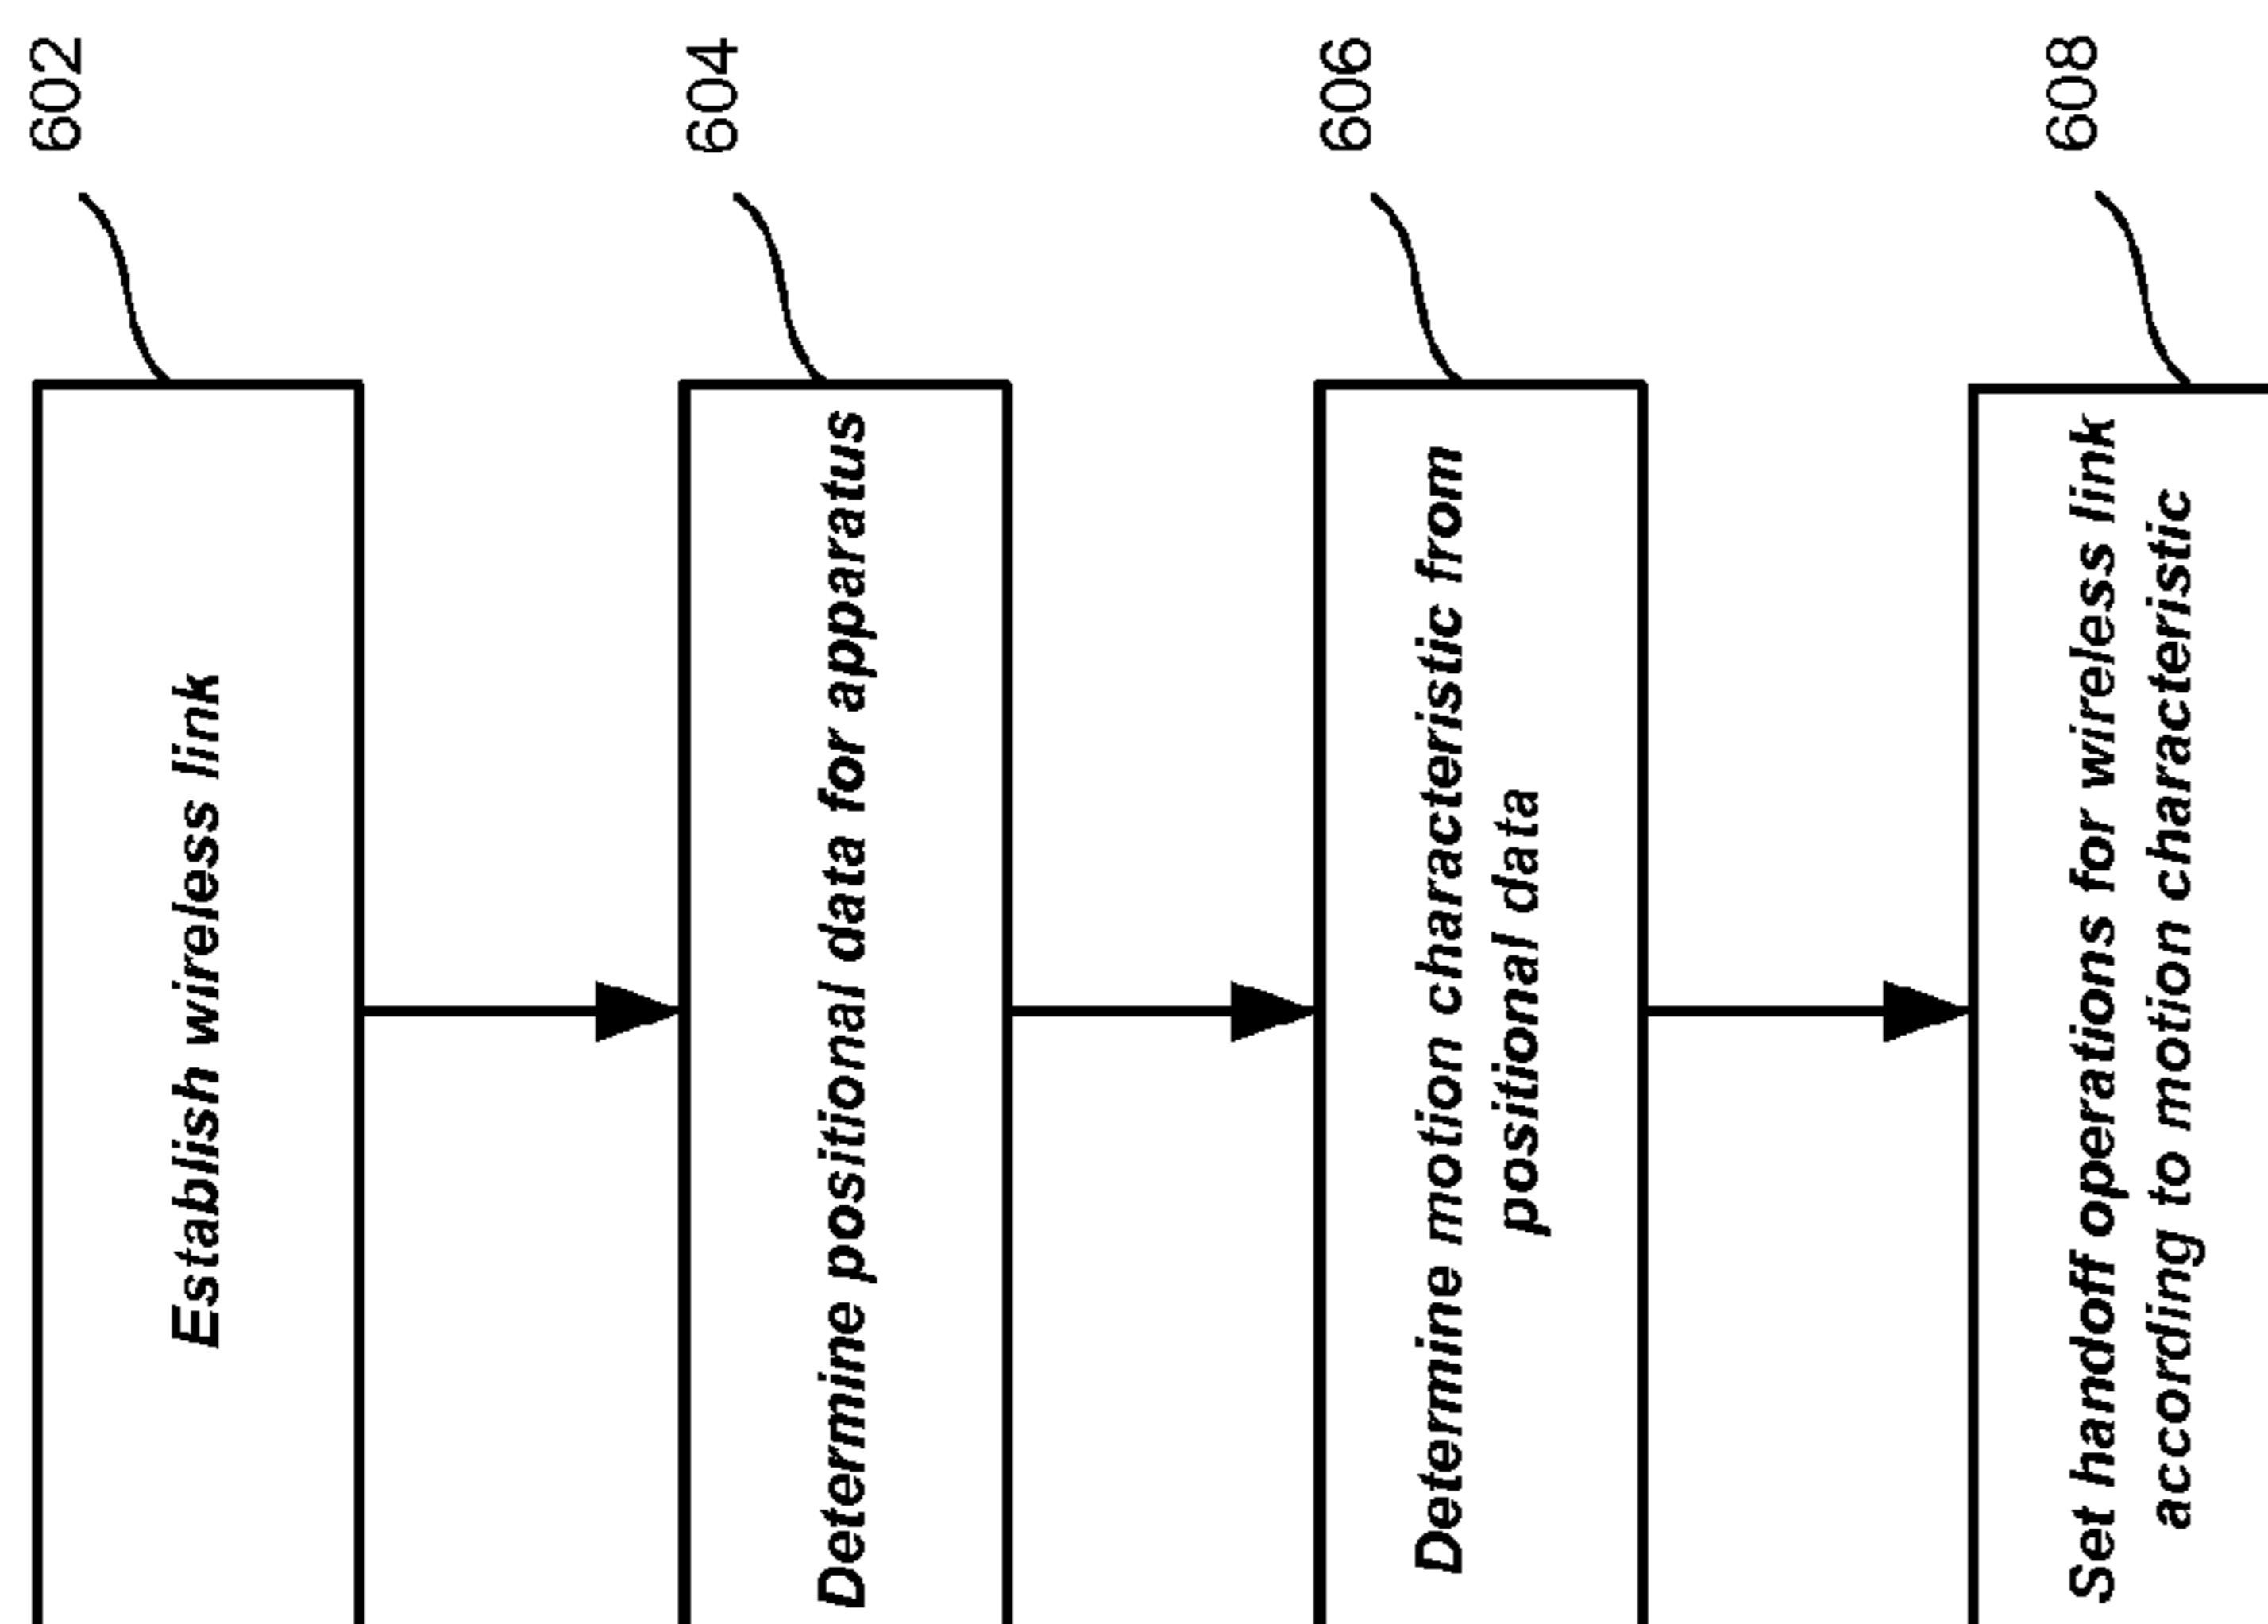 602
Establish wireless link
604
Determine positional data for apparatus
606
Determine motion characteristic from
positional data
608
Set handoff operations for wireless link
according to motion characteristic